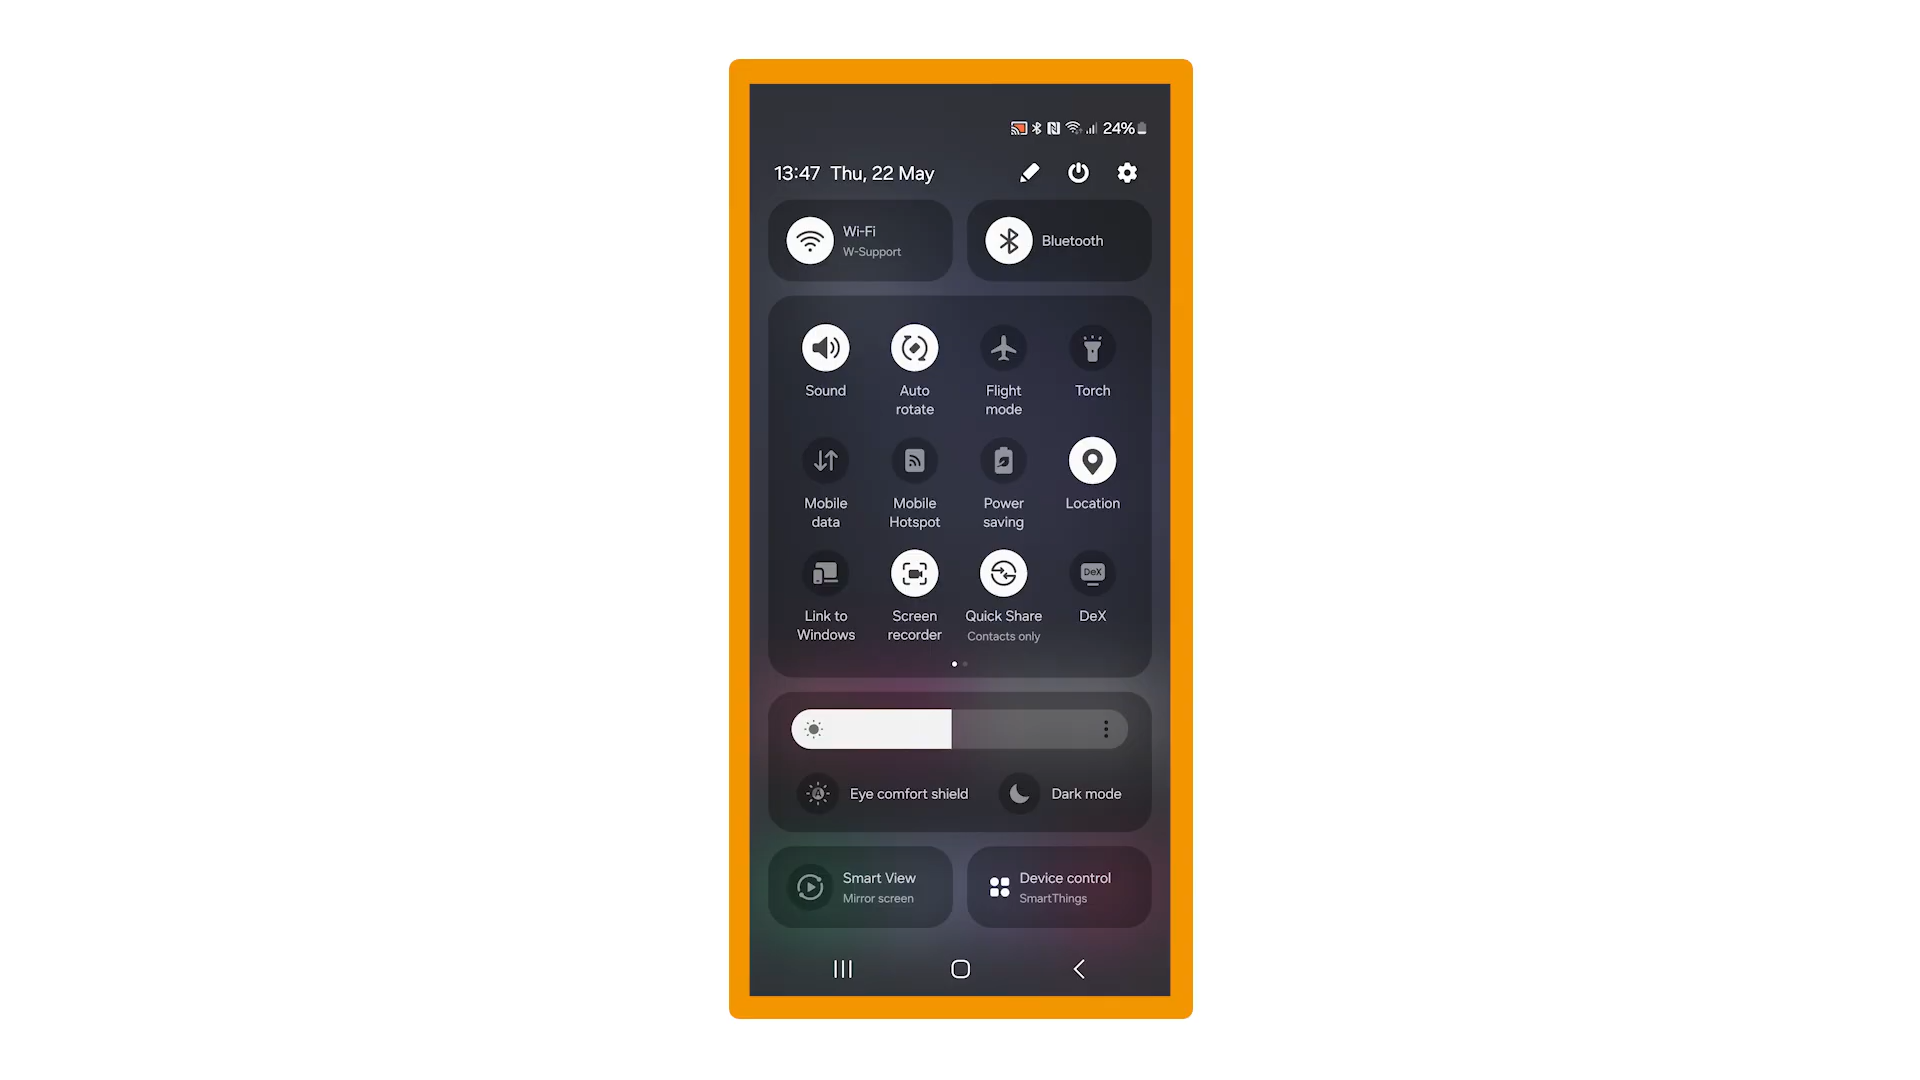 24%
13:47 Thu, 22 May
Wi-Fi
W-Support
Bluetooth
Sound
Auto
rotate
Flight
mode
Torch
Mobile
data
Mobile
Hotspot
Power
saving
Location
Link to
Windows
Screen
recorder
Quick Share
Contacts only
DeX
DeX
A
Eye comfort shield
Dark mode
Smart View
Mirror screen
Device control
SmartThings